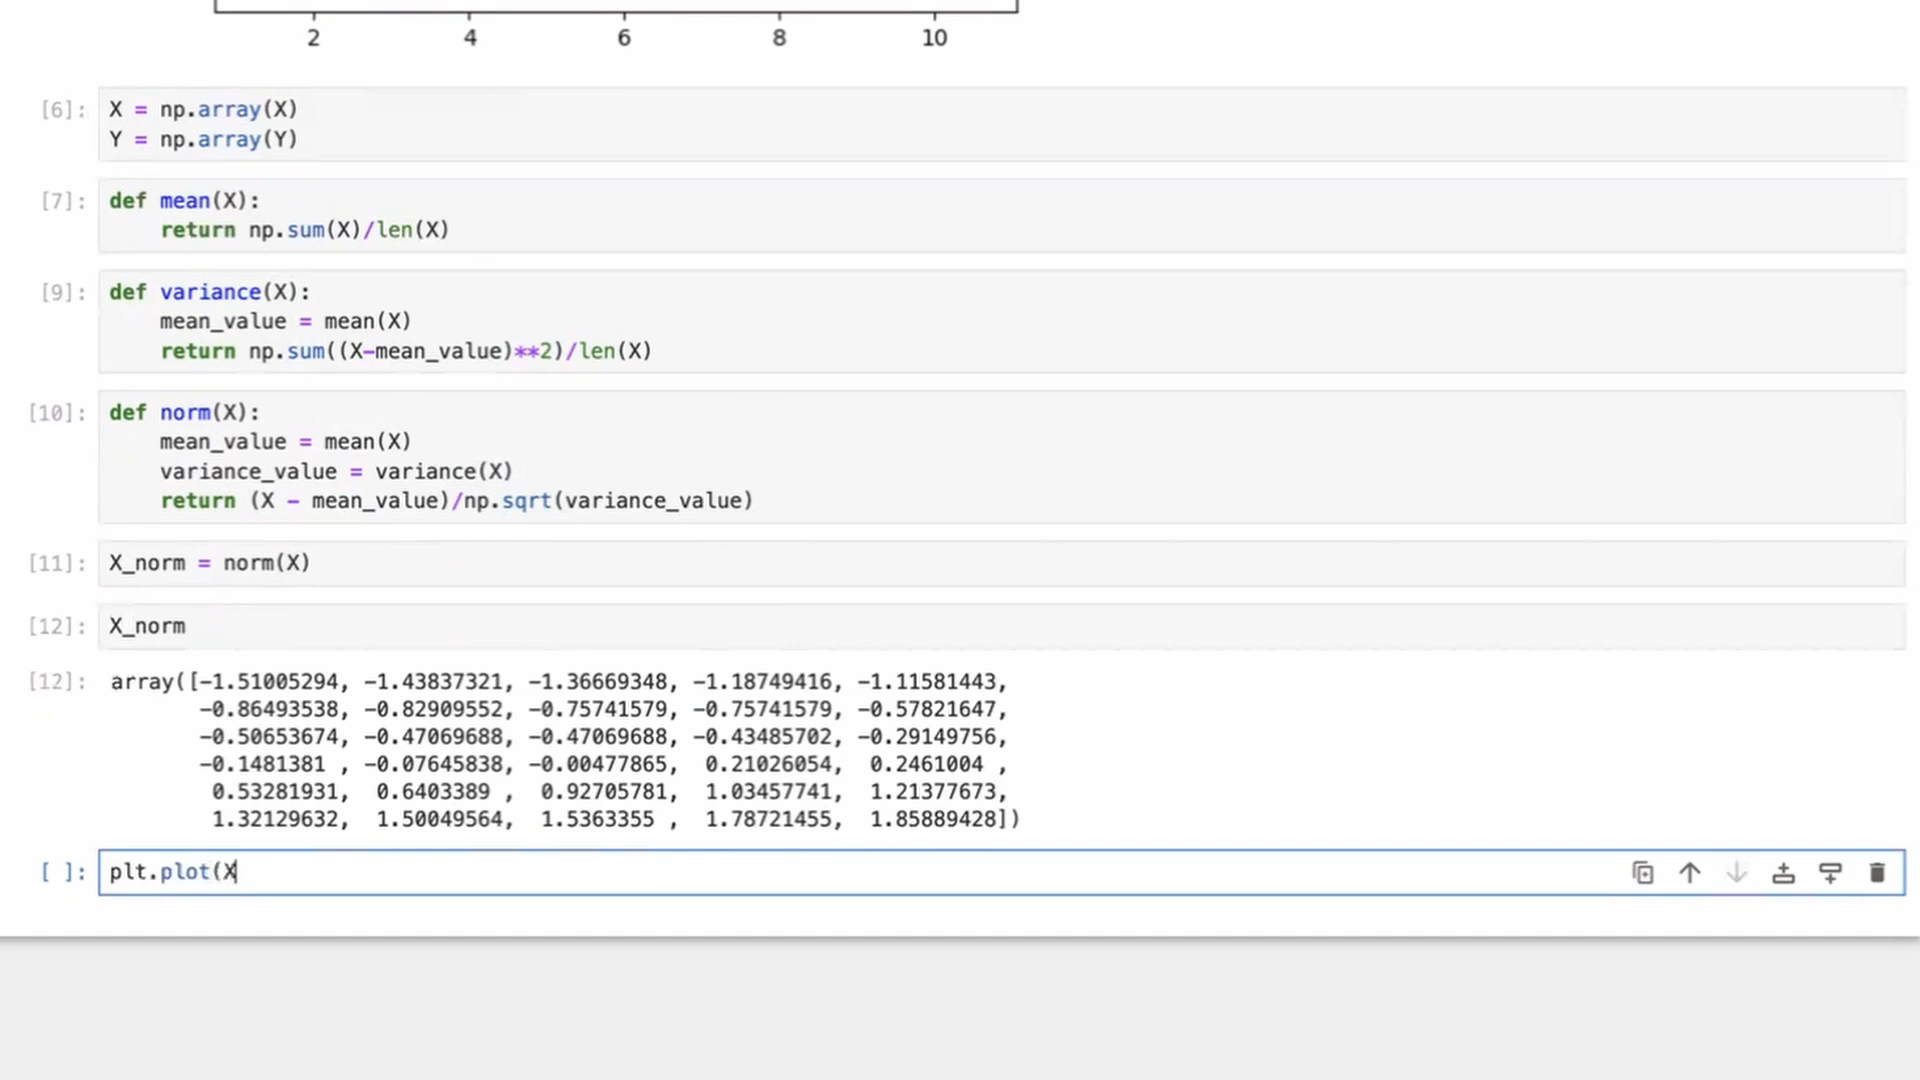 2 4 6 8 10
[6]: X = np.array(X)
Y = np.array(Y)
[7]: def mean(X):
return np.sum(X)/len(X)
[9]: def variance(X):
mean_value = mean(X)
return np.sum((X-mean_value)**2)/len(X)
[10]: def norm(X):
mean_value = mean(X)
variance_value = variance(X)
return (X - mean_value)/np.sqrt(variance_value)
[11]: X_norm = norm(X)
[12]: X_norm
[12]: array([-1.51005294, -1.43837321, -1.36669348, -1.18749416, -1.11581443,
-0.86493538, -0.82909552, -0.75741579, -0.75741579, -0.57821647,
-0.50653674, -0.47069688, -0.47069688, -0.43485702, -0.29149756,
-0.1481381 , -0.07645838, -0.00477865, 0.21026054, 0.2461004 ,
0.53281931, 0.6403389 , 0.92705781, 1.03457741, 1.21377673,
1.32129632, 1.50049564, 1.5363355 , 1.78721455, 1.85889428])
[ ]: plt.plot(X